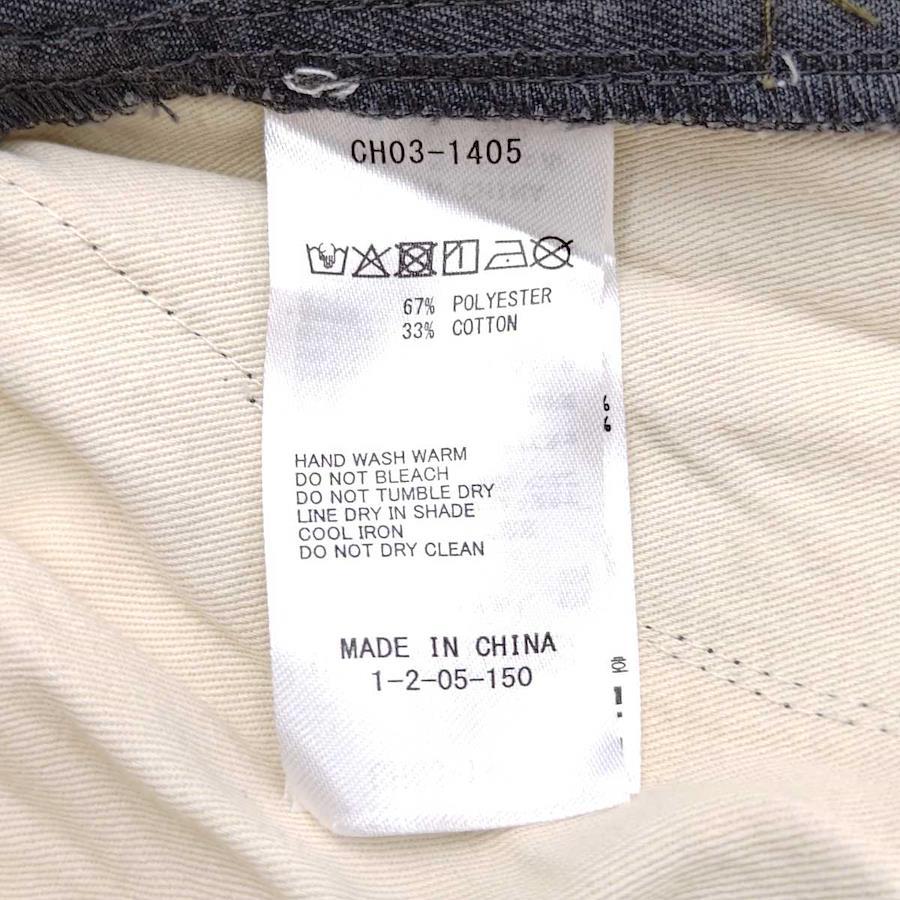 CH03-1405
67% POLYESTER
33% COTTON
HAND WASH WARM
DO NOT BLEACH
DO NOT TUMBLE DRY
LINE DRY IN SHADE
COOL IRON
DO NOT DRY CLEAN
MADE IN CHINA
1-2-05-150